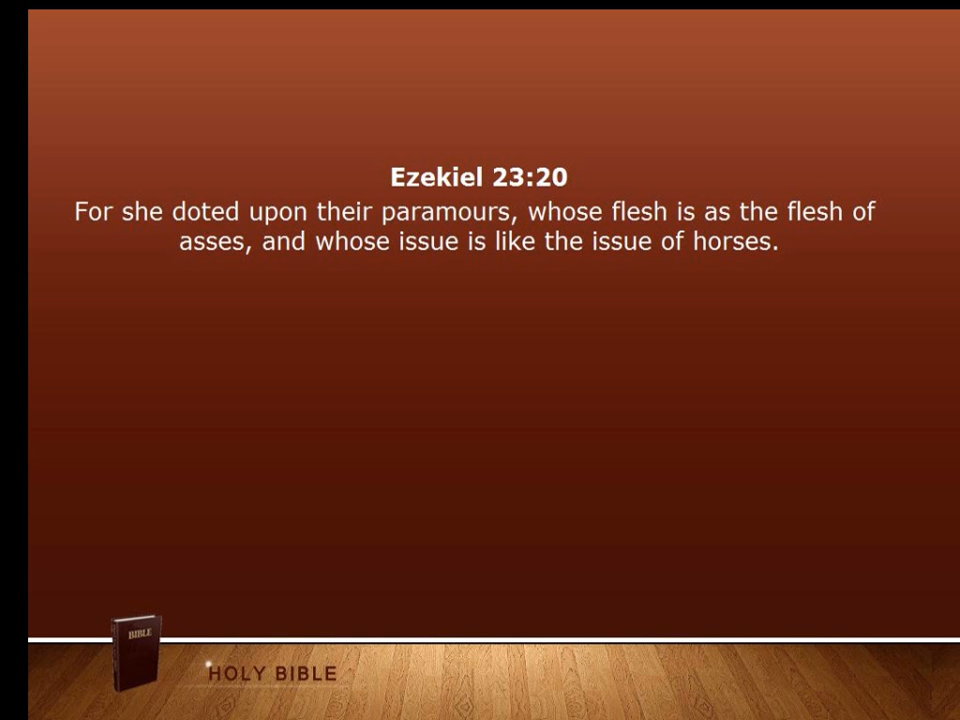 Ezekiel 23:20
For she doted upon their paramours, whose flesh is as the flesh of
asses, and whose issue is like the issue of horses.
BIBLE
HOLY BIBLE